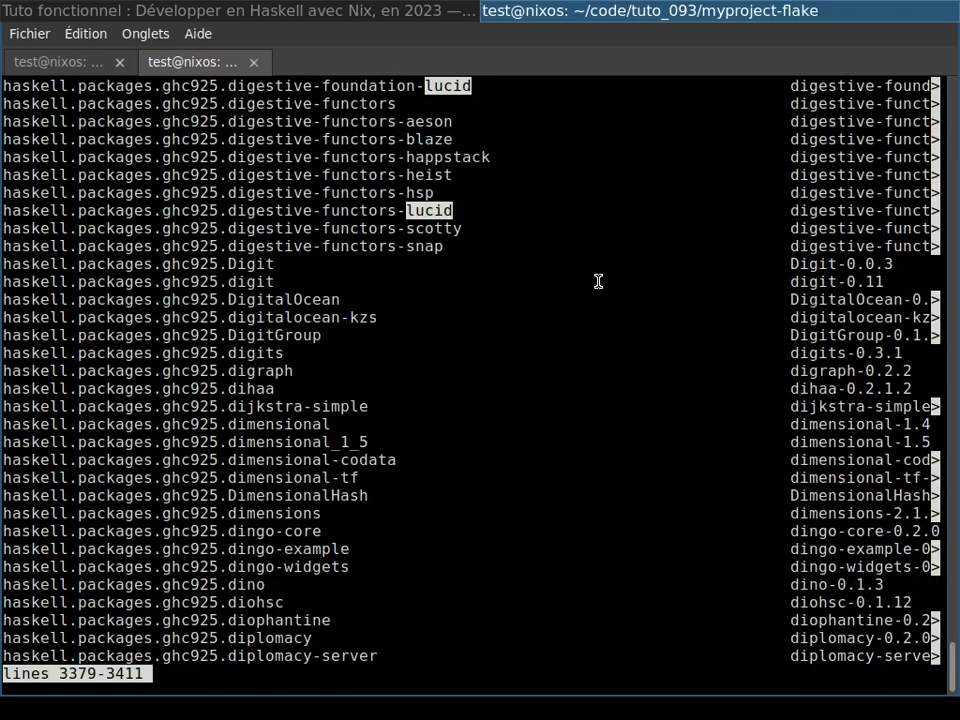 Tuto fonctionnel : Développer en Haskell avec Nix, en 2023 —... test@nixos: ~/code/tuto_093/myproject-flake
Fichier Édition Onglets Aide
test@nixos: ... × test@nixos: ... ×
haskell.packages.ghc925.digestive-foundation-lucid digestive-found>
haskell.packages.ghc925.digestive-functors digestive-funct>
haskell.packages.ghc925.digestive-functors-aeson digestive-funct>
haskell.packages.ghc925.digestive-functors-blaze digestive-funct>
haskell.packages.ghc925.digestive-functors-happstack digestive-funct>
haskell.packages.ghc925.digestive-functors-heist digestive-funct>
haskell.packages.ghc925.digestive-functors-hsp digestive-funct>
haskell.packages.ghc925.digestive-functors-lucid digestive-funct>
haskell.packages.ghc925.digestive-functors-scotty digestive-funct>
haskell.packages.ghc925.digestive-functors-snap digestive-funct>
haskell.packages.ghc925.Digit Digit-0.0.3
haskell.packages.ghc925.digit digit-0.11
haskell.packages.ghc925.DigitalOcean DigitalOcean-0.>
haskell.packages.ghc925.digitalocean-kzs digitalocean-kz>
haskell.packages.ghc925.DigitGroup DigitGroup-0.1.>
haskell.packages.ghc925.digits digits-0.3.1
haskell.packages.ghc925.digraph digraph-0.2.2
haskell.packages.ghc925.dihaa dihaa-0.2.1.2
haskell.packages.ghc925.dijkstra-simple dijkstra-simple>
haskell.packages.ghc925.dimensional dimensional-1.4
haskell.packages.ghc925.dimensional_1_5 dimensional-1.5
haskell.packages.ghc925.dimensional-codata dimensional-cod>
haskell.packages.ghc925.dimensional-tf dimensional-tf->
haskell.packages.ghc925.DimensionalHash DimensionalHash>
haskell.packages.ghc925.dimensions dimensions-2.1.>
haskell.packages.ghc925.dingo-core dingo-core-0.2.0
haskell.packages.ghc925.dingo-example dingo-example-0>
haskell.packages.ghc925.dingo-widgets dingo-widgets-0>
haskell.packages.ghc925.dino dino-0.1.3
haskell.packages.ghc925.diohsc diohsc-0.1.12
haskell.packages.ghc925.diophantine diophantine-0.2>
haskell.packages.ghc925.diplomacy diplomacy-0.2.0>
haskell.packages.ghc925.diplomacy-server diplomacy-serve>
lines 3379-3411